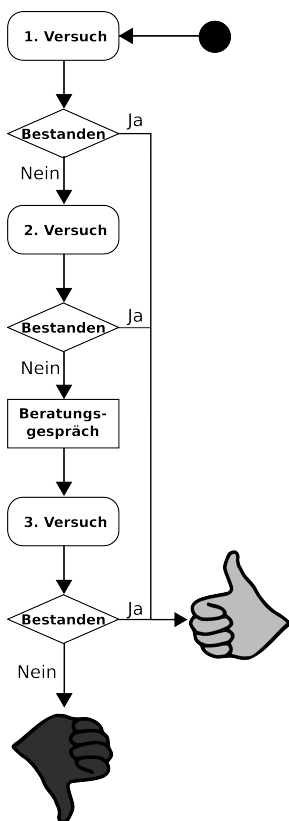 1. Versuch
Ja
Bestanden
Nein
2. Versuch
Ja
Bestanden
Nein
Beratungs-
gespräch
3. Versuch
Ja
Bestanden
Nein